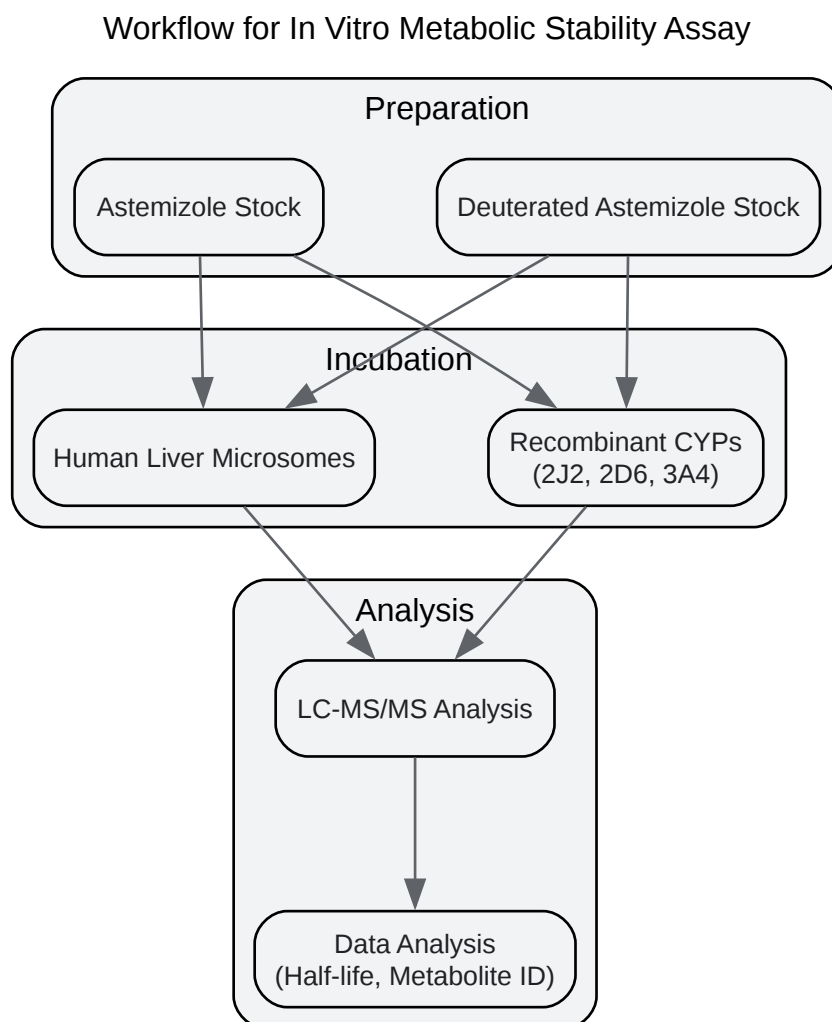 Workflow for In Vitro Metabolic Stability Assay
Preparation
Astemizole Stock
Deuterated Astemizole Stock
Incubation
Human Liver Microsomes
Recombinant CYPs
(2J2, 2D6, 3A4)
Analysis
LC-MS/MS Analysis
Data Analysis
(Half-life, Metabolite ID)